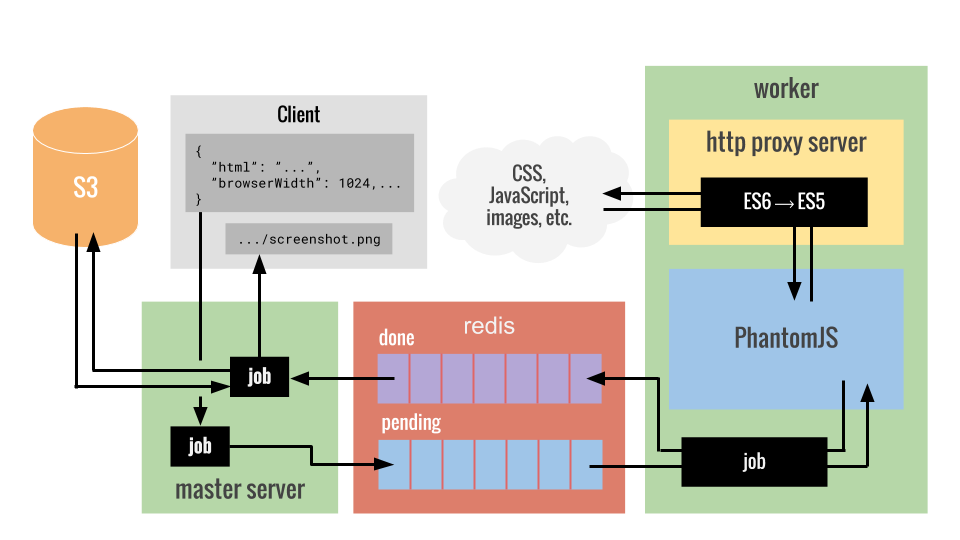 worker
Client
http proxy server
{
"html": "...",
"browserWidth": 1024,...
}
S3
CSS,
JavaScript,
images, etc.
ES6→ES5
.../screenshot.png
redis
done
PhantomJS
job
pending
job
job
master server